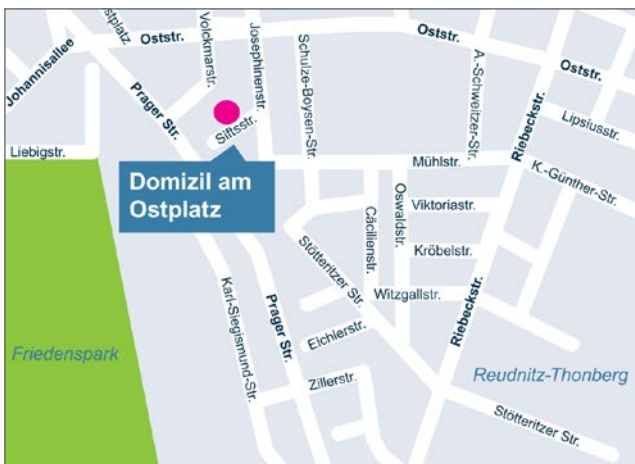 Johannisallee
stplatz
Oststr.
Volckmarstr.
Josephinenstr.
Schulze-Boysen-Str.
Oststr.
A.-Schweitzer-Str.
Oststr.
Prager Str.
Siftsstr.
Riebeckstr.
Lipsiusstr.
Liebigstr.
Mühlstr.
K.-Günther-Str.
Domizil am
Ostplatz
Cäcilienstr.
Oswaldstr.
Viktoriastr.
Stötteritzer Str.
Kröbelstr.
Karl-Siegismund-Str.
Prager Str.
Witzgallstr.
Riebeckstr.
Eichlerstr.
Friedenspark
Zillerstr.
Reudnitz-Thonberg
Stötteritzer Str.